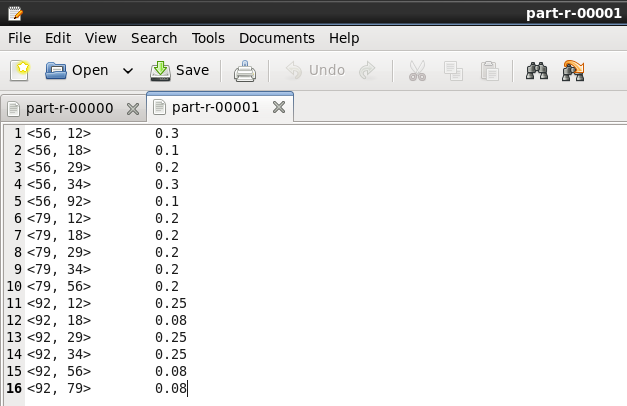 part-r-00001
File Edit View Search Tools Documents Help
Open Save Undo
part-r-00000 part-r-00001
1 <56, 12> 0.3
2 <56, 18> 0.1
3 <56, 29> 0.2
4 <56, 34> 0.3
5 <56, 92> 0.1
6 <79, 12> 0.2
7 <79, 18> 0.2
8 <79, 29> 0.2
9 <79, 34> 0.2
10 <79, 56> 0.2
11 <92, 12> 0.25
12 <92, 18> 0.08
13 <92, 29> 0.25
14 <92, 34> 0.25
15 <92, 56> 0.08
16 <92, 79> 0.08